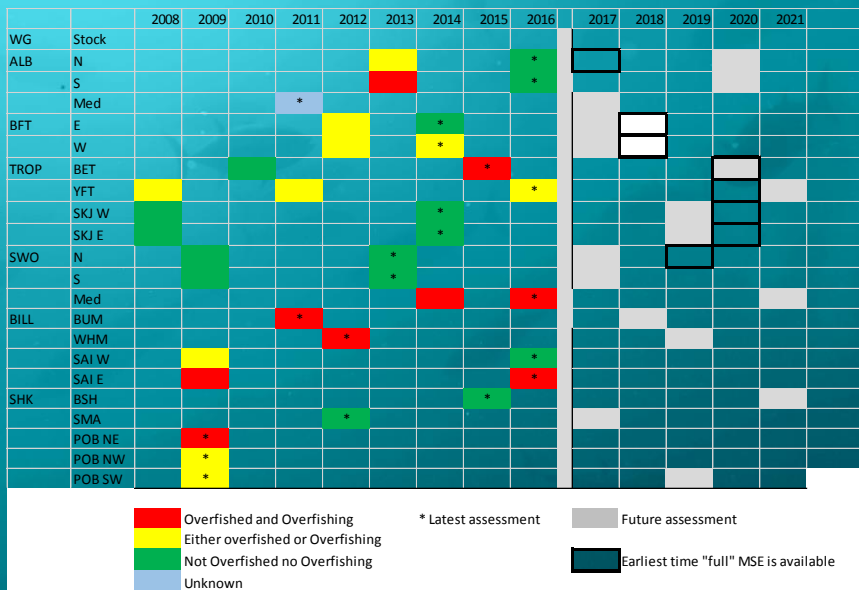 2008 2009 2010 2011 2012 2013 2014 2015 2016 2017 2018 2019 2020 2021
WG Stock
ALB N *
S *
Med *
BFT E *
W *
TROP BET *
YFT *
SKJ W *
SKJ E *
SWO N *
S *
Med *
BILL BUM *
WHM *
SAI W *
SAI E *
SHK BSH *
SMA *
POB NE *
POB NW *
POB SW *
Overfished and Overfishing * Latest assessment Future assessment
Either overfished or Overfishing
Not Overfished no Overfishing Earliest time "full" MSE is available
Unknown